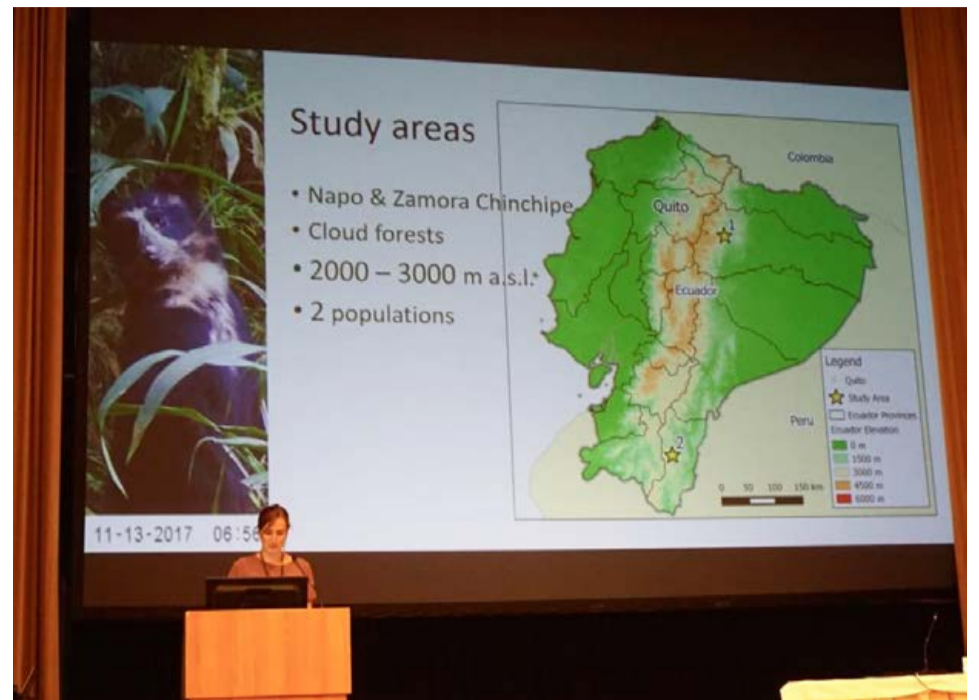 Study areas
• Napo & Zamora Chinchipe
• Cloud forests
• 2000 – 3000 m a.s.l.*
• 2 populations
Colombia
Quito
1
Ecuador
Peru
2
Legend
Quito
Study Area
Ecuador Provinces
Ecuador Elevation
0 m
1500 m
3000 m
4500 m
6000 m
0 50 100 150 km
11-13-2017 06:56